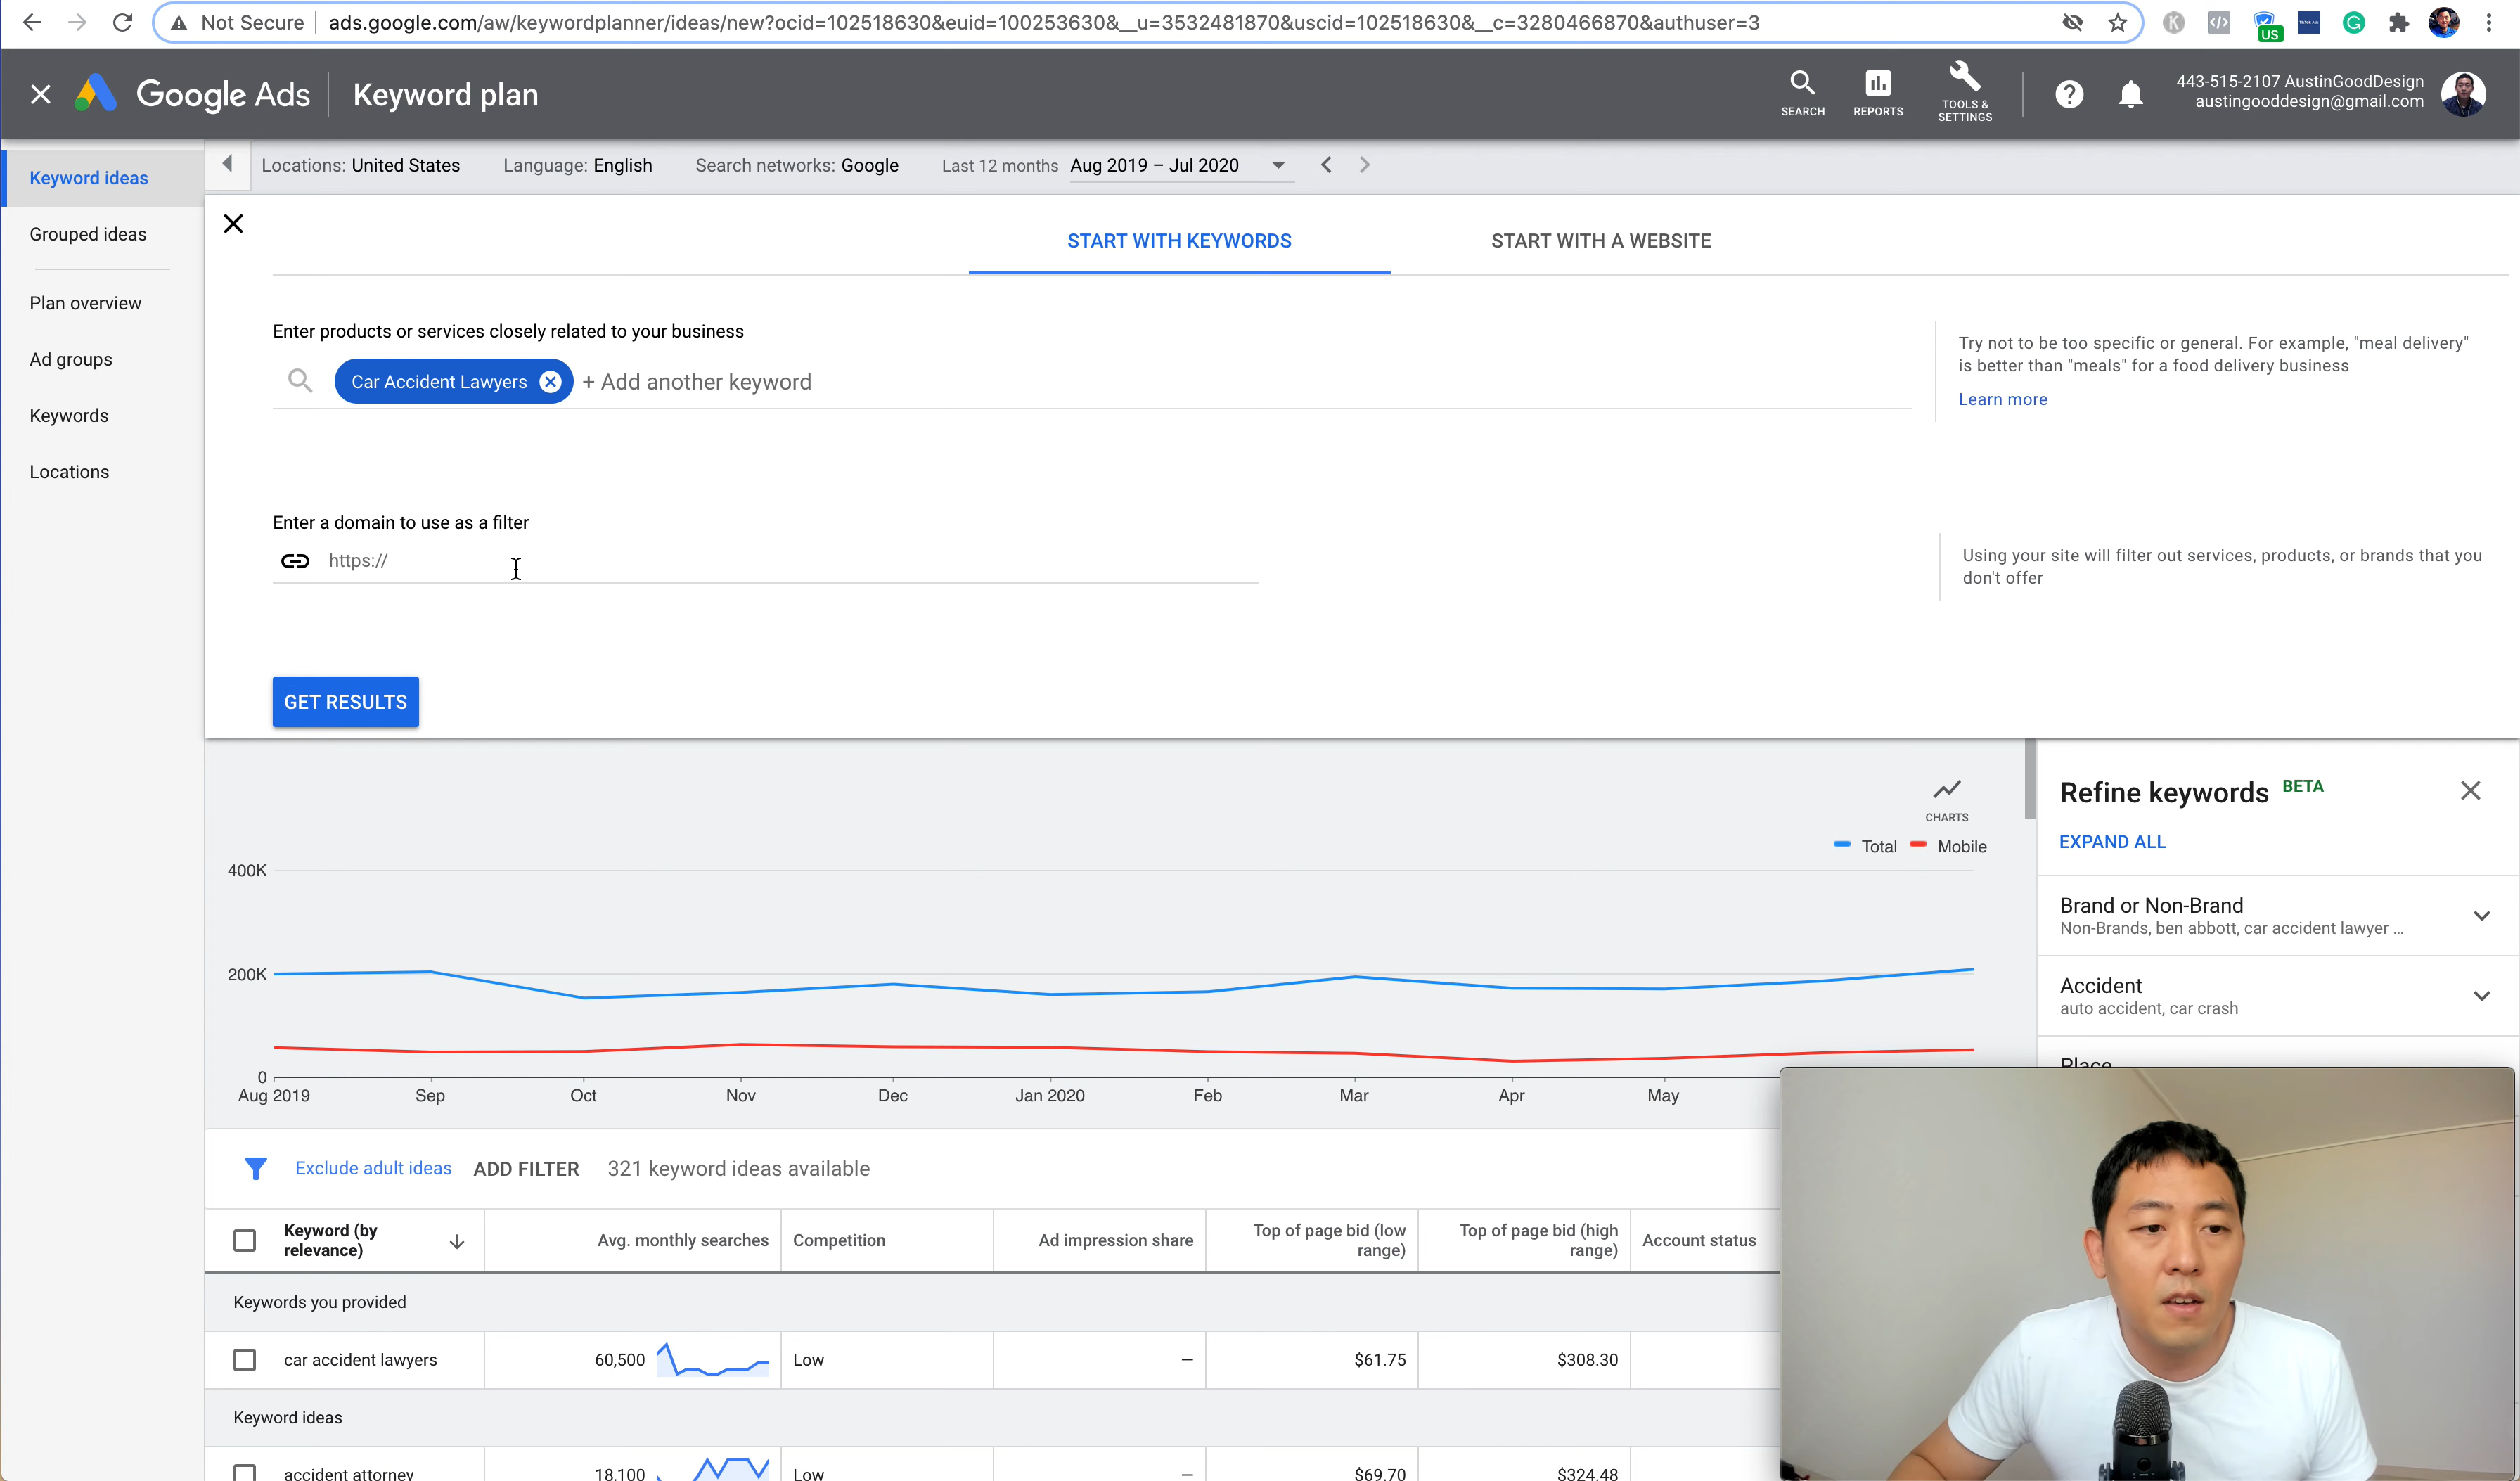 Not Secure
ads.google.com/aw/keywordplanner/ideas/new?ocid=102518630&euid=100253630&__u=3532481870&uscid=102518630&__c=3280466870&authuser=3
US
Google Ads
Keyword plan
SEARCH
REPORTS
TOOLS &
SETTINGS
443-515-2107 AustinGoodDesign
austingooddesign@gmail.com
Keyword ideas
Grouped ideas
Plan overview
Ad groups
Keywords
Locations
Locations: United States
Language: English
Search networks: Google
Last 12 months
Aug 2019 – Jul 2020
START WITH KEYWORDS
START WITH A WEBSITE
Enter products or services closely related to your business
Car Accident Lawyers
+ Add another keyword
Try not to be too specific or general. For example, "meal delivery"
is better than "meals" for a food delivery business
Learn more
Enter a domain to use as a filter
https://
Using your site will filter out services, products, or brands that you
don't offer
GET RESULTS
CHARTS
Total
Mobile
400K
200K
0
Aug 2019
Sep
Oct
Nov
Dec
Jan 2020
Feb
Mar
Apr
May
Refine keywords BETA
EXPAND ALL
Brand or Non-Brand
Non-Brands, ben abbott, car accident lawyer ...
Accident
auto accident, car crash
Place
Exclude adult ideas
ADD FILTER
321 keyword ideas available
Keyword (by
relevance)
Avg. monthly searches
Competition
Ad impression share
Top of page bid (low
range)
Top of page bid (high
range)
Account status
Keywords you provided
car accident lawyers
60,500
Low
–
$61.75
$308.30
Keyword ideas
accident attorney
18,100
Low
–
$69.70
$324.48